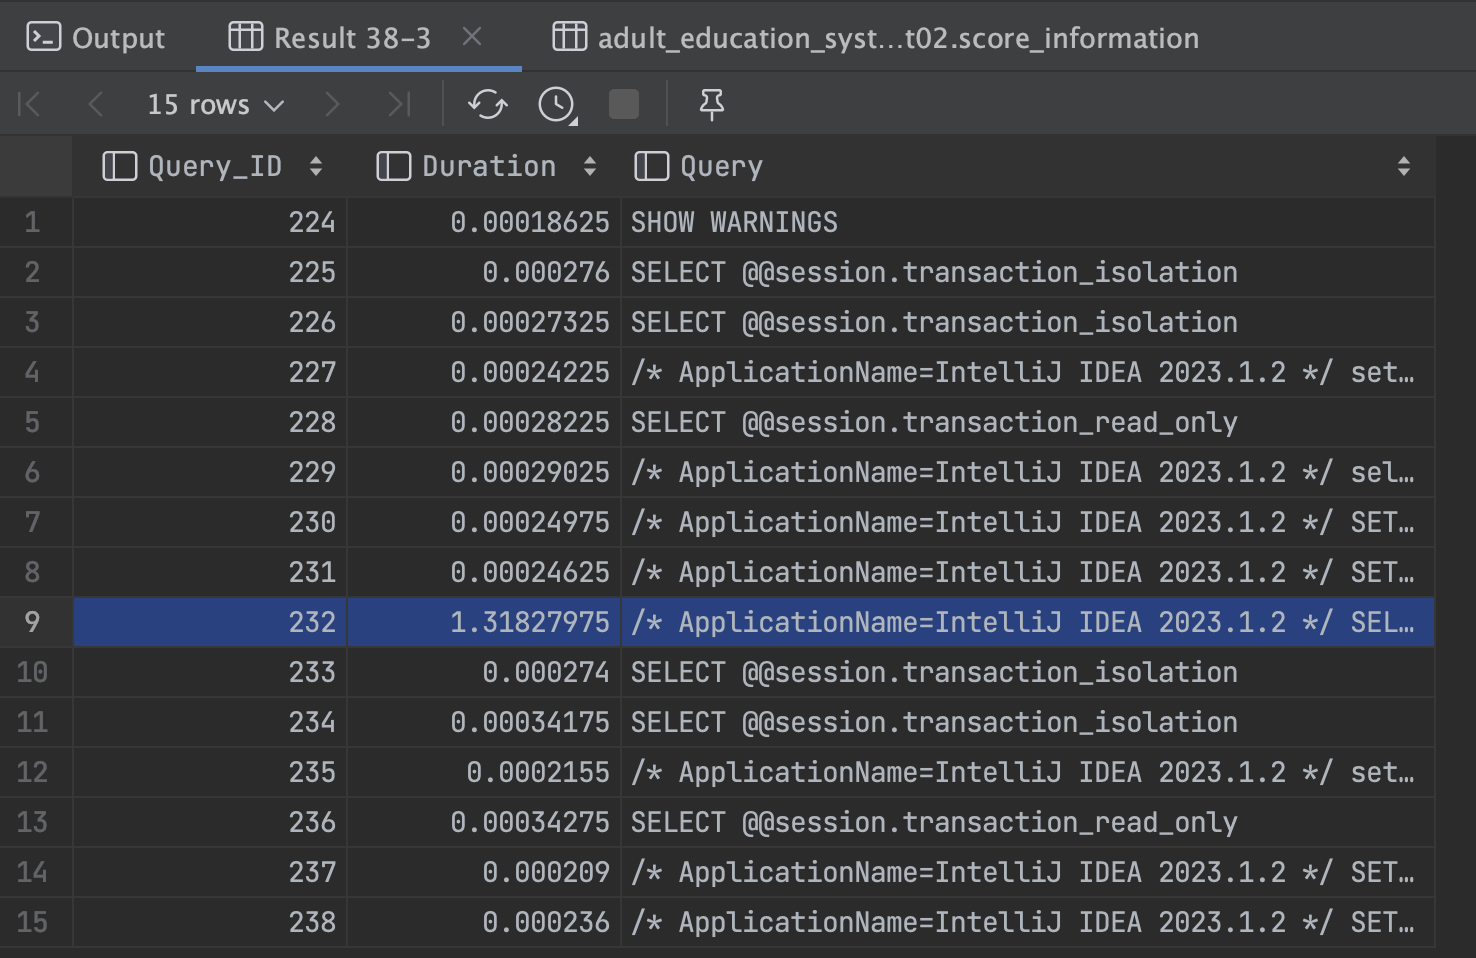 Output Result 38-3 adult_education_syst...t02.score_information
15 rows
Query_ID Duration Query
1 224 0.00018625 SHOW WARNINGS
2 225 0.000276 SELECT @@session.transaction_isolation
3 226 0.00027325 SELECT @@session.transaction_isolation
4 227 0.00024225 /* ApplicationName=IntelliJ IDEA 2023.1.2 */ set…
5 228 0.00028225 SELECT @@session.transaction_read_only
6 229 0.00029025 /* ApplicationName=IntelliJ IDEA 2023.1.2 */ sel…
7 230 0.00024975 /* ApplicationName=IntelliJ IDEA 2023.1.2 */ SET…
8 231 0.00024625 /* ApplicationName=IntelliJ IDEA 2023.1.2 */ SET…
9 232 1.31827975 /* ApplicationName=IntelliJ IDEA 2023.1.2 */ SEL…
10 233 0.000274 SELECT @@session.transaction_isolation
11 234 0.00034175 SELECT @@session.transaction_isolation
12 235 0.0002155 /* ApplicationName=IntelliJ IDEA 2023.1.2 */ set…
13 236 0.00034275 SELECT @@session.transaction_read_only
14 237 0.000209 /* ApplicationName=IntelliJ IDEA 2023.1.2 */ SET…
15 238 0.000236 /* ApplicationName=IntelliJ IDEA 2023.1.2 */ SET…